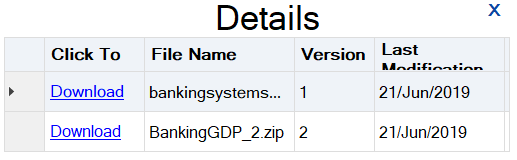 Details x
Click To File Name Version Last Modification
Download bankingsystems... 1 21/Jun/2019
Download BankingGDP_2.zip 2 21/Jun/2019